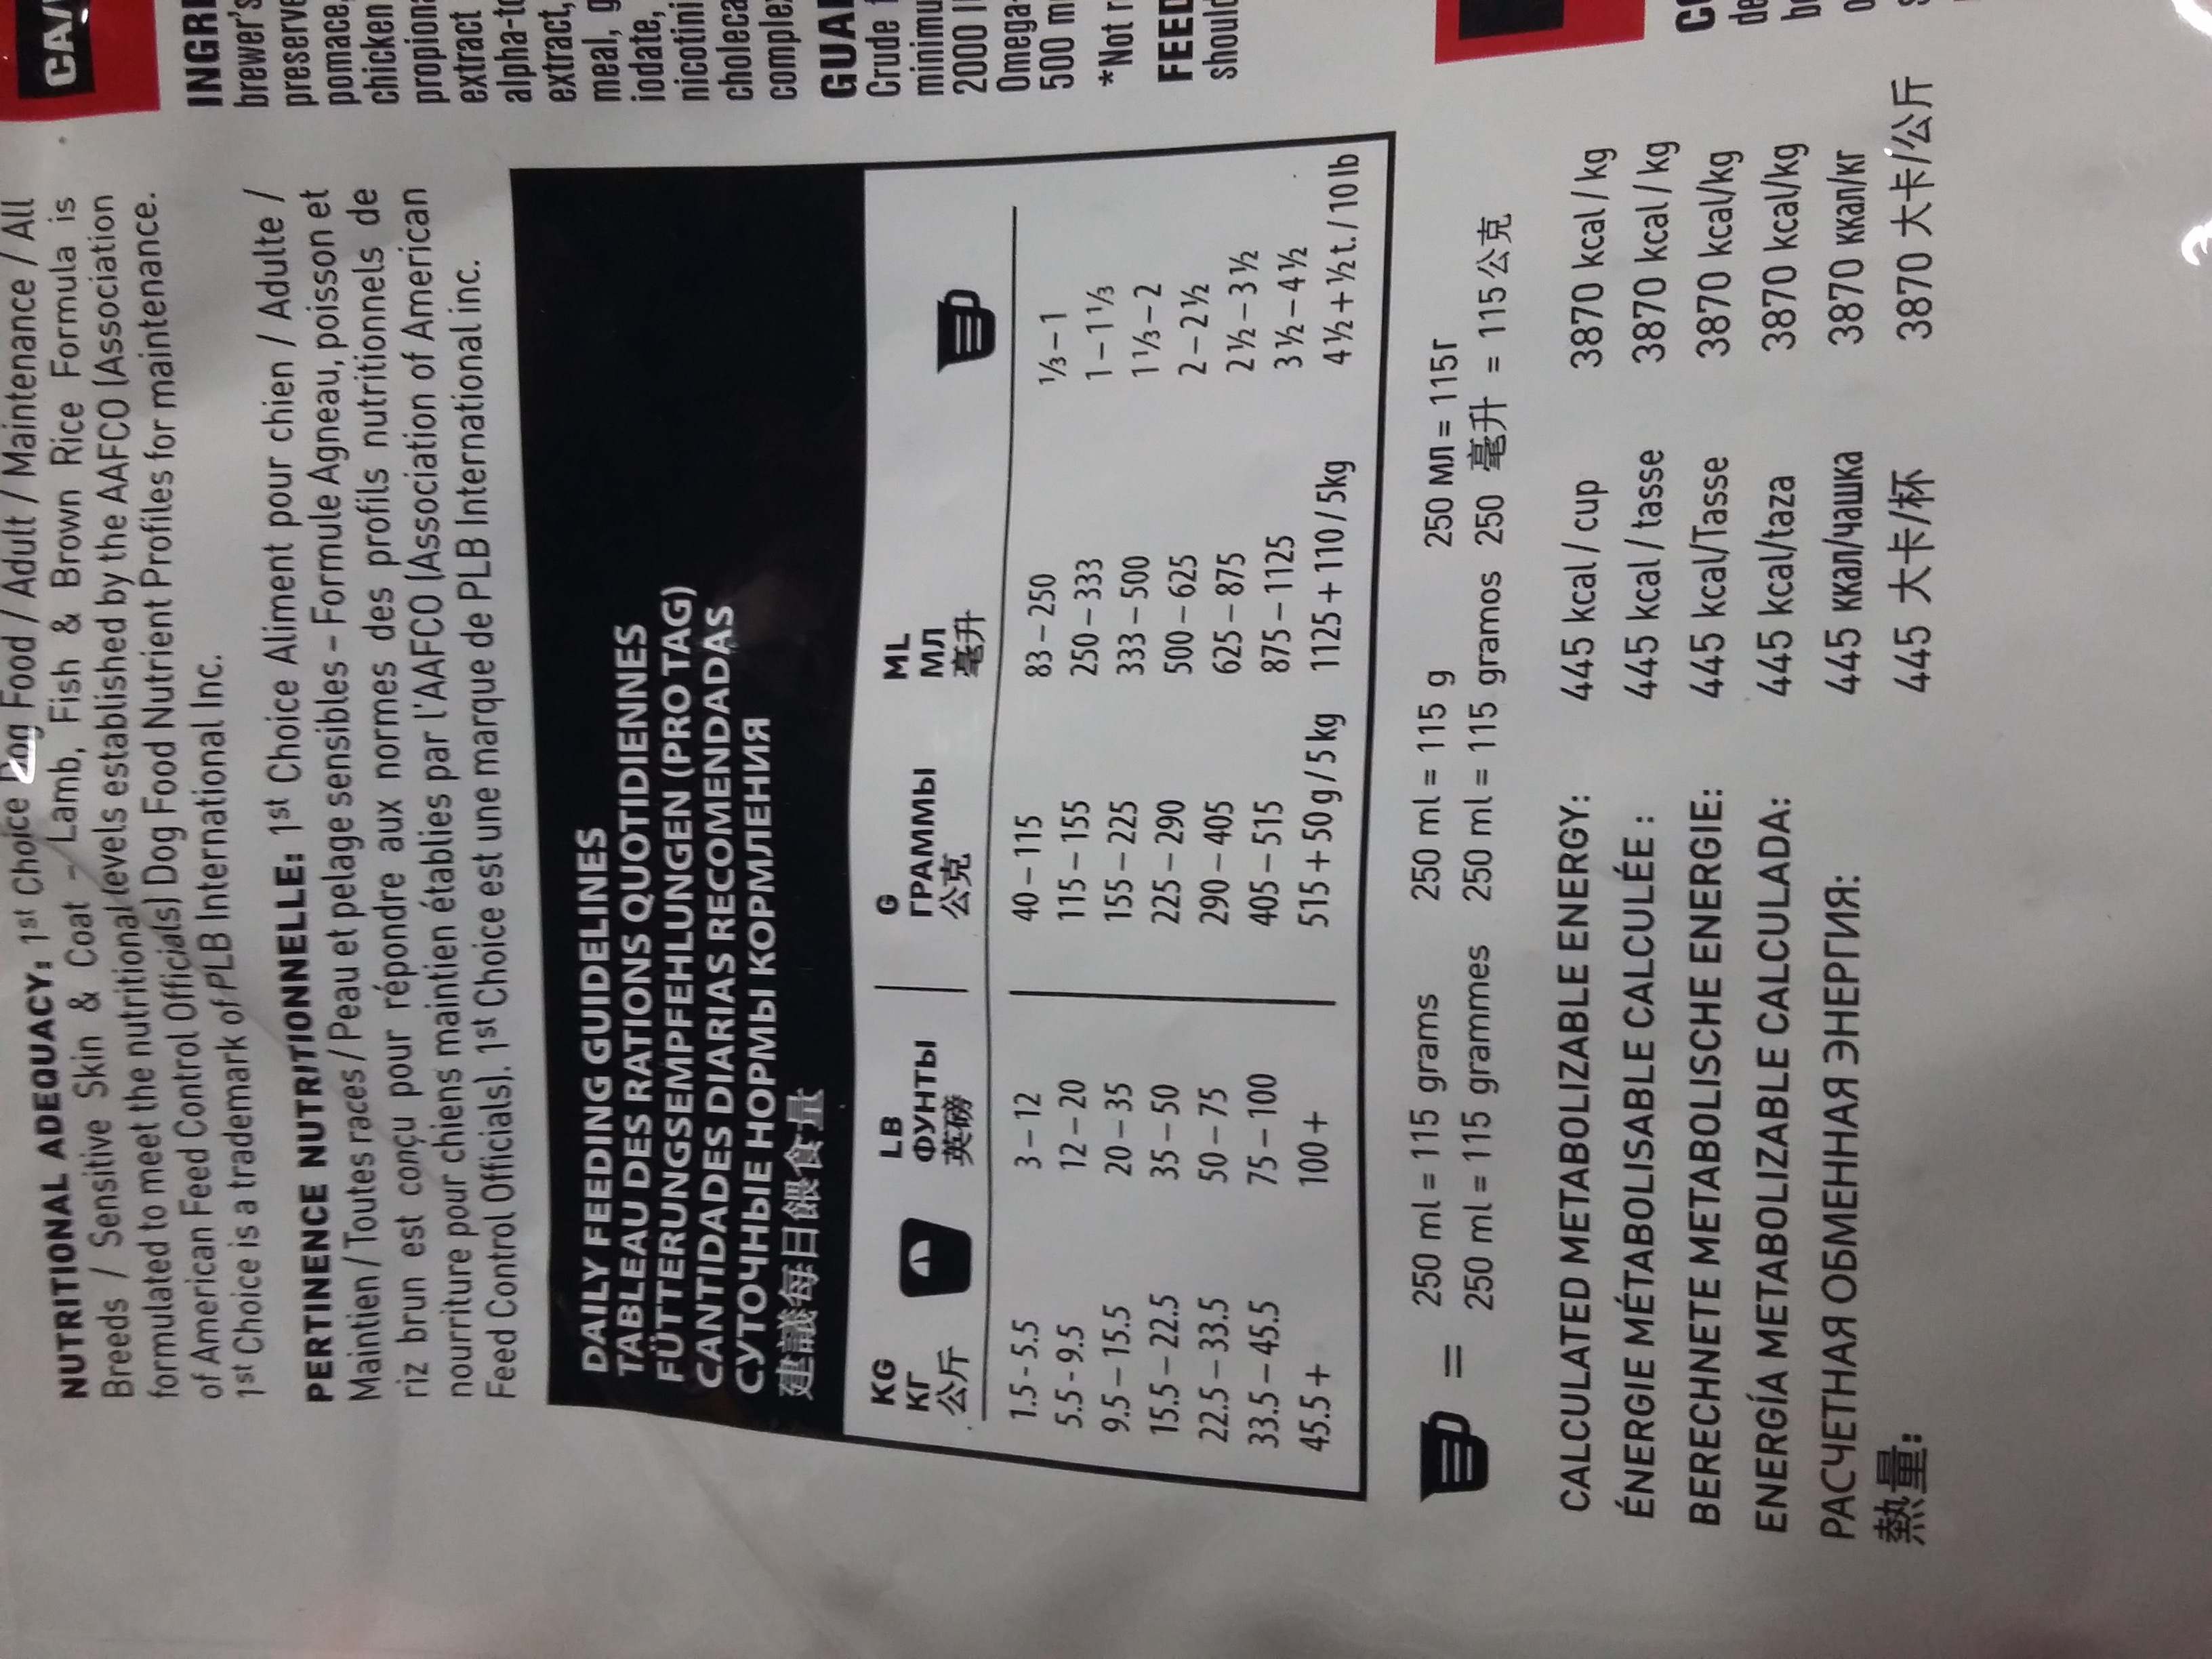 NUTRITIONAL ADEQUACY: 1st Choice Dog Food / Adult / Maintenance / All
Breeds / Sensitive Skin & Coat - Lamb, Fish & Brown Rice Formula is
formulated to meet the nutritional levels established by the AAFCO (Association
of American Feed Control Officials) Dog Food Nutrient Profiles for maintenance.
1st Choice is a trademark of PLB International Inc.
PERTINENCE NUTRITIONNELLE: 1st Choice Aliment pour chien / Adulte /
Maintien / Toutes races / Peau et pelage sensibles - Formule Agneau, poisson et
riz brun est conçu pour répondre aux normes des profils nutritionnels de
nourriture pour chiens maintien établies par l'AAFCO (Association of American
Feed Control Officials). 1st Choice est une marque de PLB International inc.
DAILY FEEDING GUIDELINES
TABLEAU DES RATIONS QUOTIDIENNES
FÜTTERUNGSEMPFEHLUNGEN (PRO TAG)
CANTIDADES DIARIAS RECOMENDADAS
СУТОЧНЫЕ НОРМЫ КОРМЛЕНИЯ
建議每日餵食量
KG LB G ML
КГ ФУНТЫ ГРАММЫ МЛ
公斤 英磅 公克 毫升
1.5 - 5.5 3 – 12 40 – 115 83 – 250 ⅓ – 1
5.5 - 9.5 12 – 20 115 – 155 250 – 333 1 – 1⅓
9.5 – 15.5 20 – 35 155 – 225 333 – 500 1⅓ – 2
15.5 – 22.5 35 – 50 225 – 290 500 – 625 2 – 2½
22.5 – 33.5 50 – 75 290 – 405 625 – 875 2½ – 3½
33.5 – 45.5 75 – 100 405 – 515 875 – 1125 3½ – 4½
45.5 + 100 + 515 + 50 g / 5 kg 1125 + 110 / 5kg 4½ + ½ t. / 10 lb
= 250 ml = 115 grams 250 ml = 115 g 250 мл = 115г
250 ml = 115 grammes 250 ml = 115 gramos 250 毫升 = 115公克
CALCULATED METABOLIZABLE ENERGY: 445 kcal / cup 3870 kcal / kg
ÉNERGIE MÉTABOLISABLE CALCULÉE : 445 kcal / tasse 3870 kcal / kg
BERECHNETE METABOLISCHE ENERGIE: 445 kcal/Tasse 3870 kcal/kg
ENERGÍA METABOLIZABLE CALCULADA: 445 kcal/taza 3870 kcal/kg
РАСЧЕТНАЯ ОБМЕННАЯ ЭНЕРГИЯ: 445 ккал/чашка 3870 ккал/кг
熱量: 445 大卡/杯 3870 大卡/公斤
brewer's
pomace,
chicken
extract
extract,
meal, g
iodate,
Crude
2000
Omega-
*Not
should